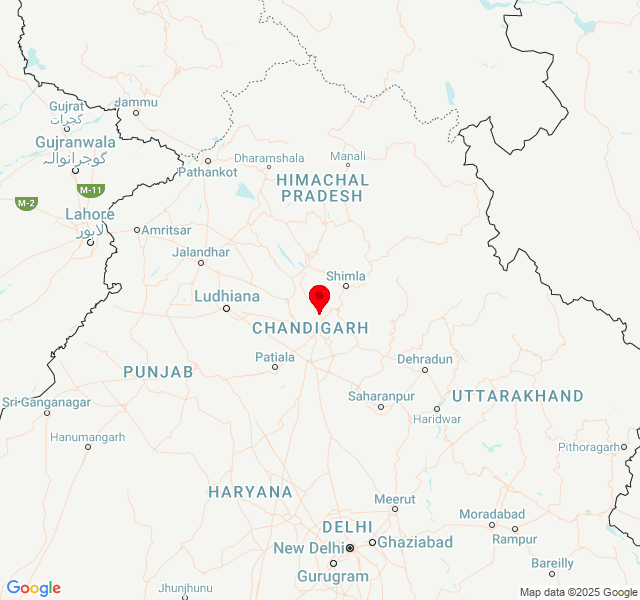 Gujrat
گجرات
Jammu
Gujranwala
گوجرانوالہ
Pathankot
Dharamshala
Manali
HIMACHAL
PRADESH
M-11
M-2
Lahore
لاہور
Amritsar
Jalandhar
Shimla
Ludhiana
CHANDIGARH
Patiala
Dehradun
PUNJAB
Saharanpur
UTTARAKHAND
Sri Ganganagar
Haridwar
Hanumangarh
Pithoragarh
HARYANA
Meerut
Moradabad
DELHI
Rampur
New Delhi
Ghaziabad
Gurugram
Bareilly
Jhunjhunu
Google
Map data ©2025 Google